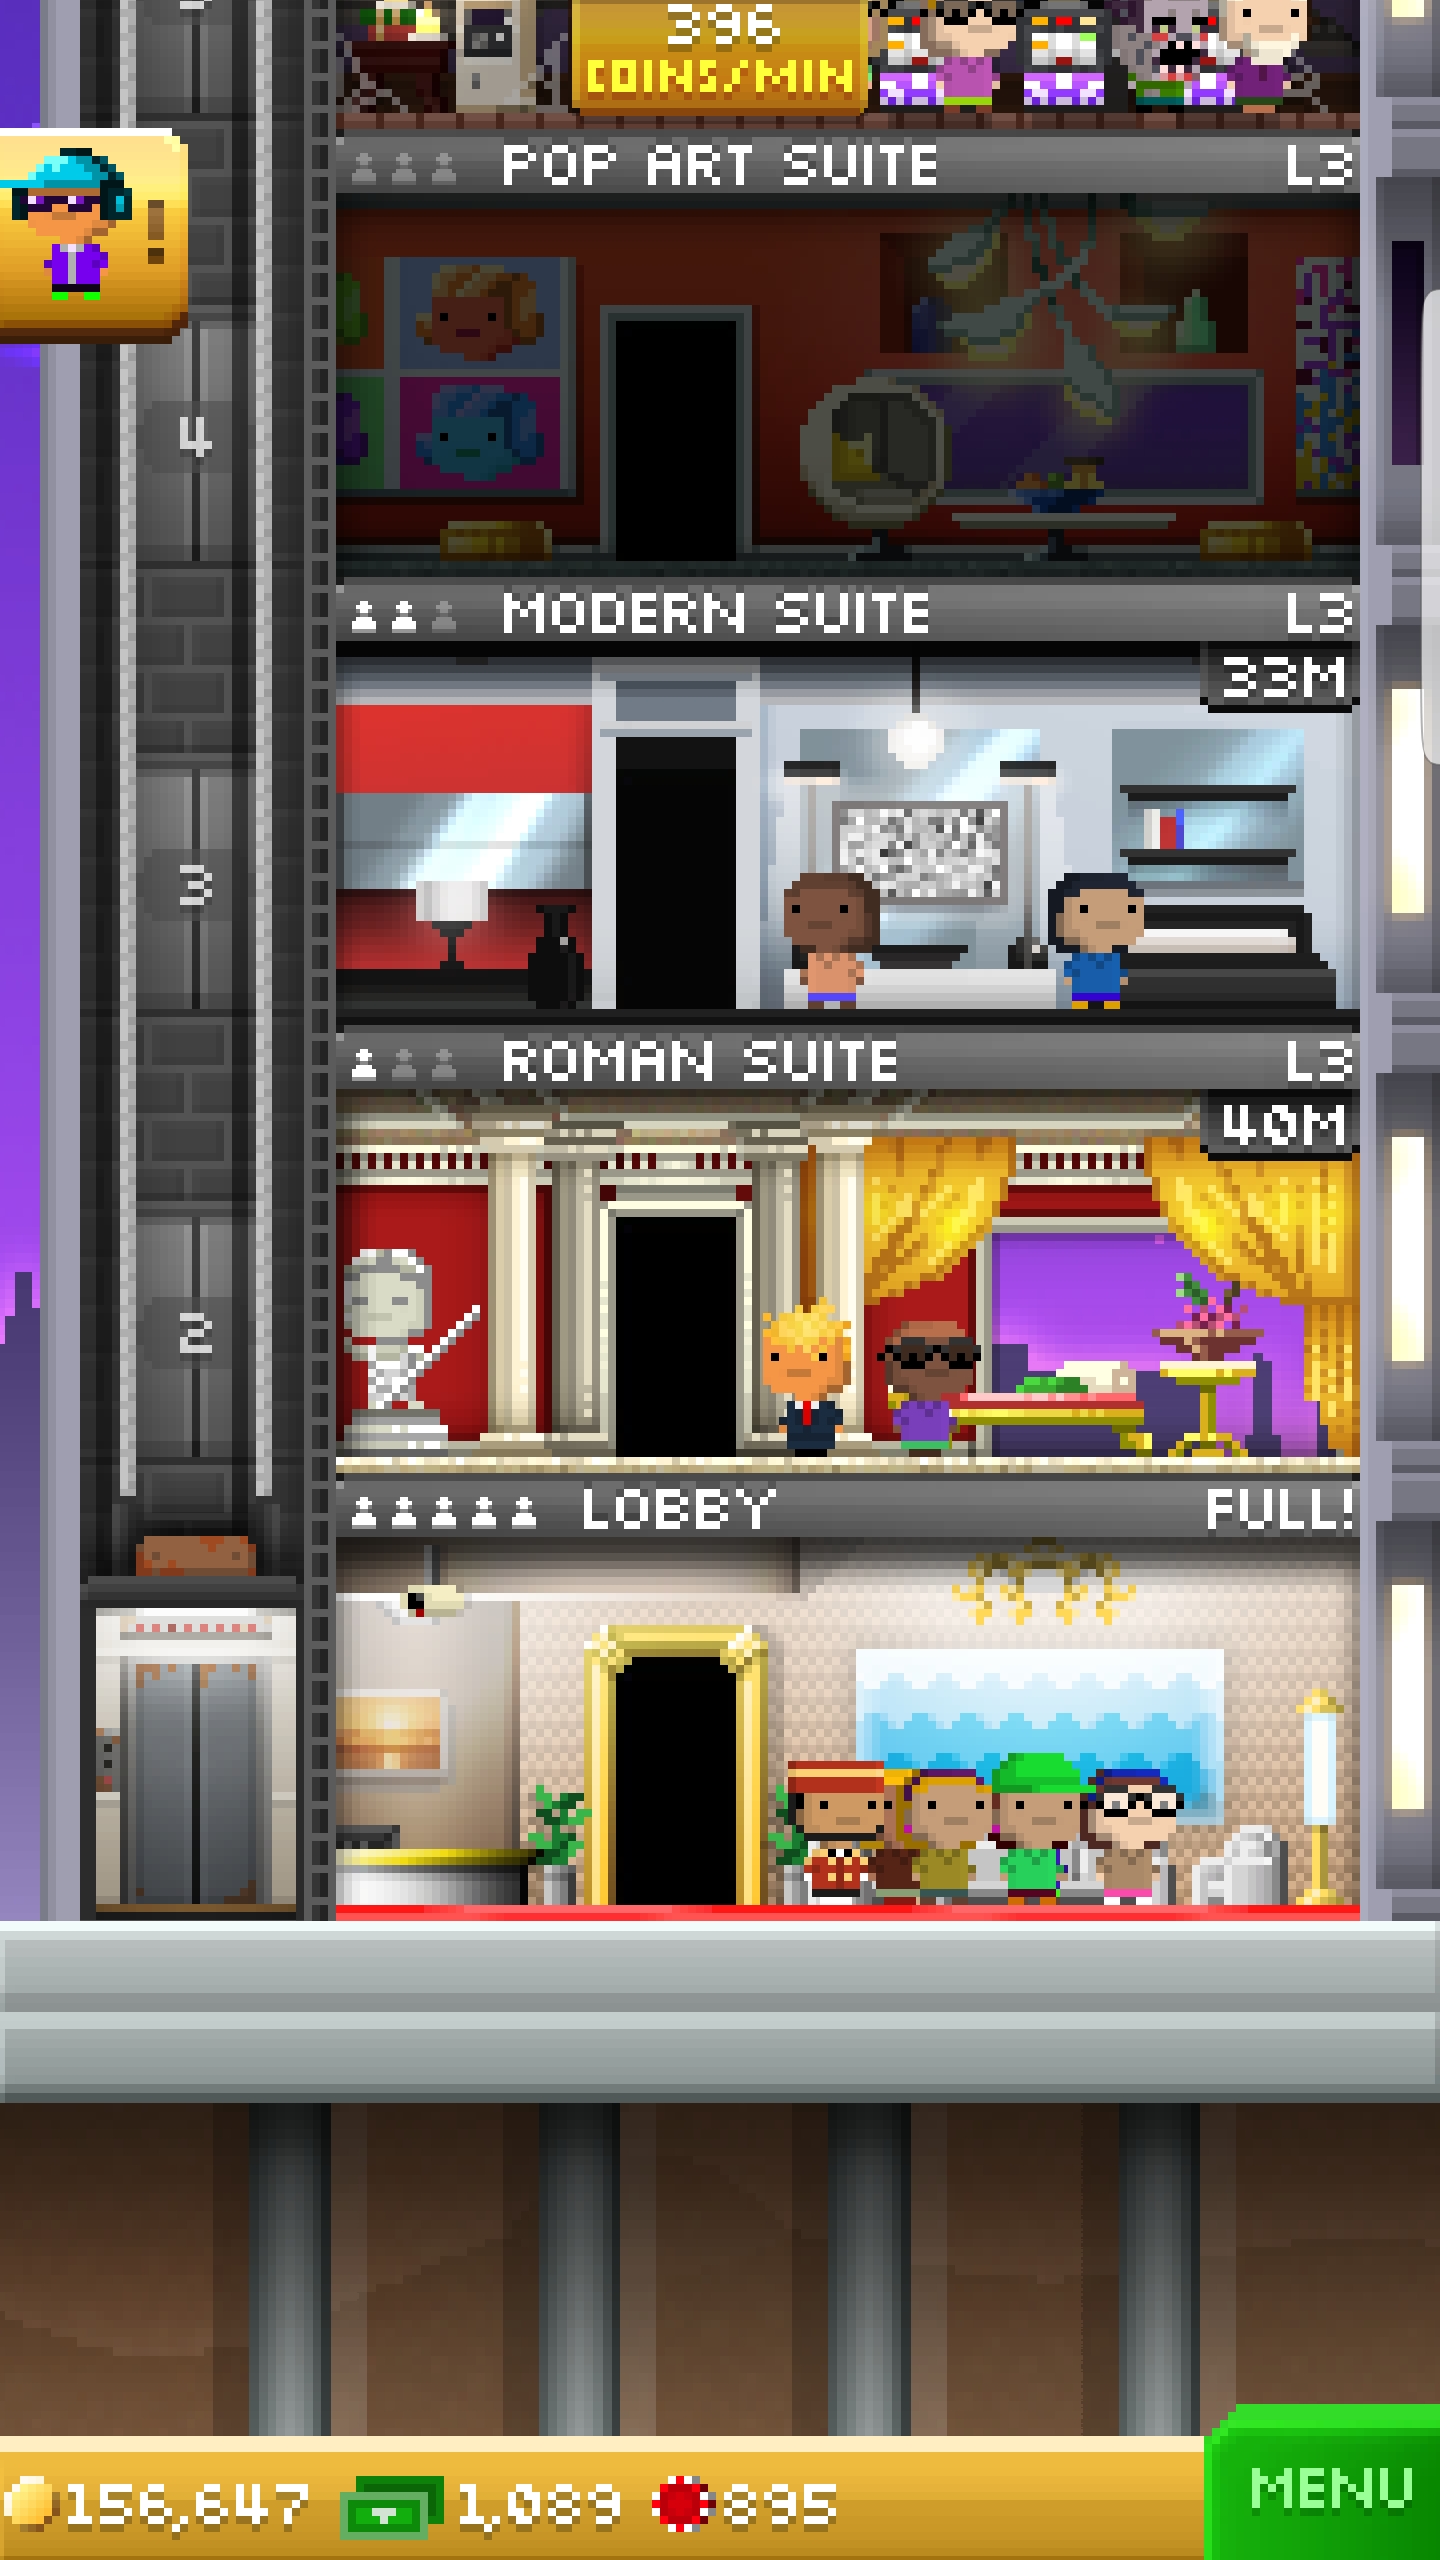 396
COINS/MIN
POP ART SUITE L3
!
4
MODERN SUITE L3
33M
3
ROMAN SUITE L3
40M
2
LOBBY FULL!
156,647 1,089 895
MENU